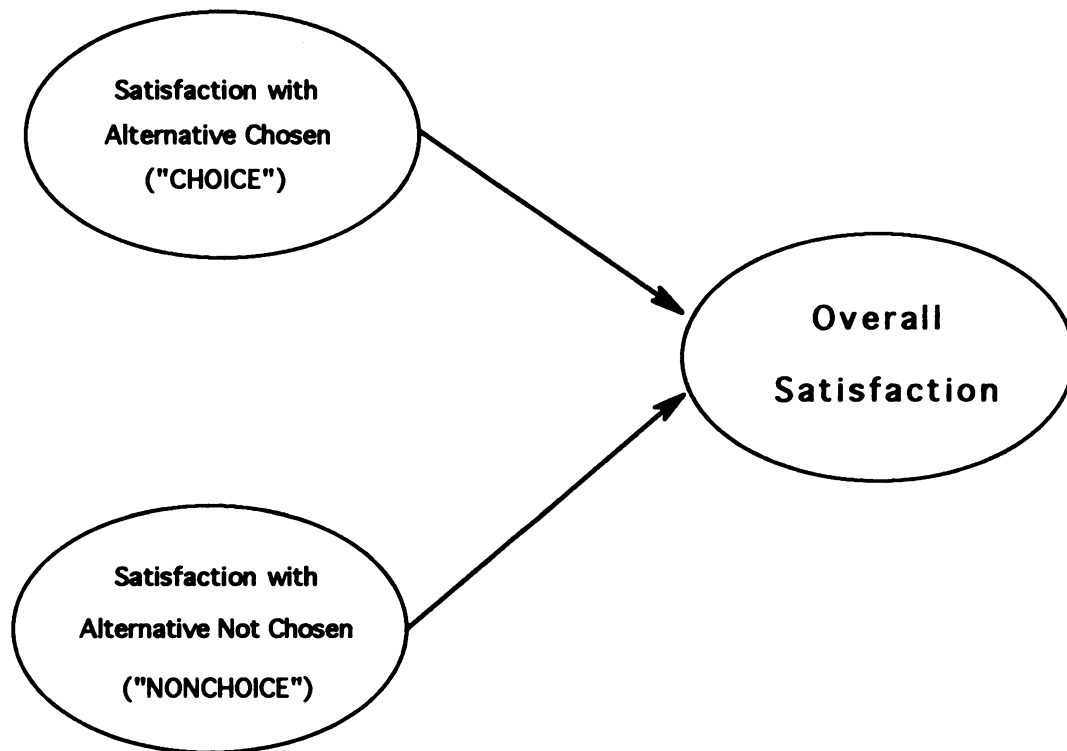 Satisfaction with
Alternative Chosen
("CHOICE")
Overall
Satisfaction
Satisfaction with
Alternative Not Chosen
("NONCHOICE")